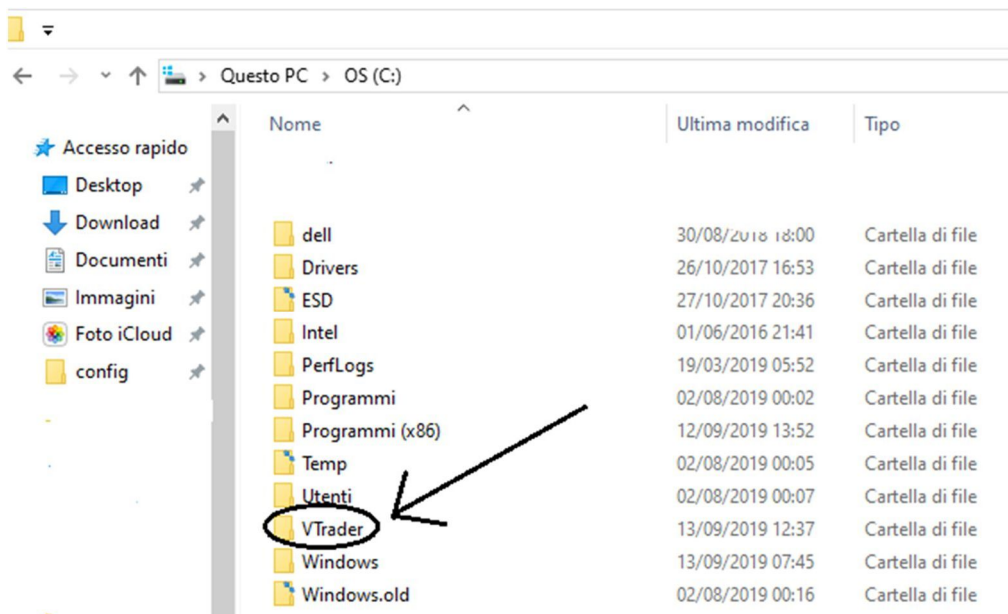 Questo PC > OS (C:)
Nome Ultima modifica Tipo
Accesso rapido
Desktop
Download
Documenti
Immagini
Foto iCloud
config
dell 30/08/2018 18:00 Cartella di file
Drivers 26/10/2017 16:53 Cartella di file
ESD 27/10/2017 20:36 Cartella di file
Intel 01/06/2016 21:41 Cartella di file
PerfLogs 19/03/2019 05:52 Cartella di file
Programmi 02/08/2019 00:02 Cartella di file
Programmi (x86) 12/09/2019 13:52 Cartella di file
Temp 02/08/2019 00:05 Cartella di file
Utenti 02/08/2019 00:07 Cartella di file
VTrader 13/09/2019 12:37 Cartella di file
Windows 13/09/2019 07:45 Cartella di file
Windows.old 02/08/2019 00:16 Cartella di file